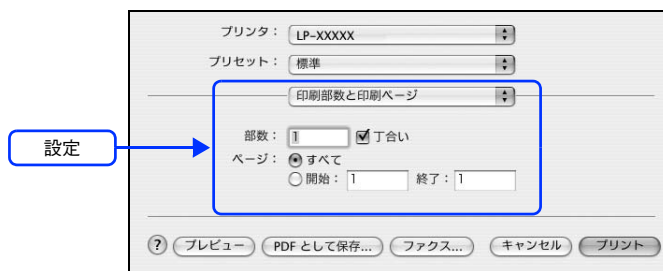 プリンタ： LP-XXXXX
プリセット： 標準
印刷部数と印刷ページ
設定
部数： 1 丁合い
ページ： すべて
開始： 1 終了： 1
? プレビュー PDF として保存... ファクス... キャンセル プリント